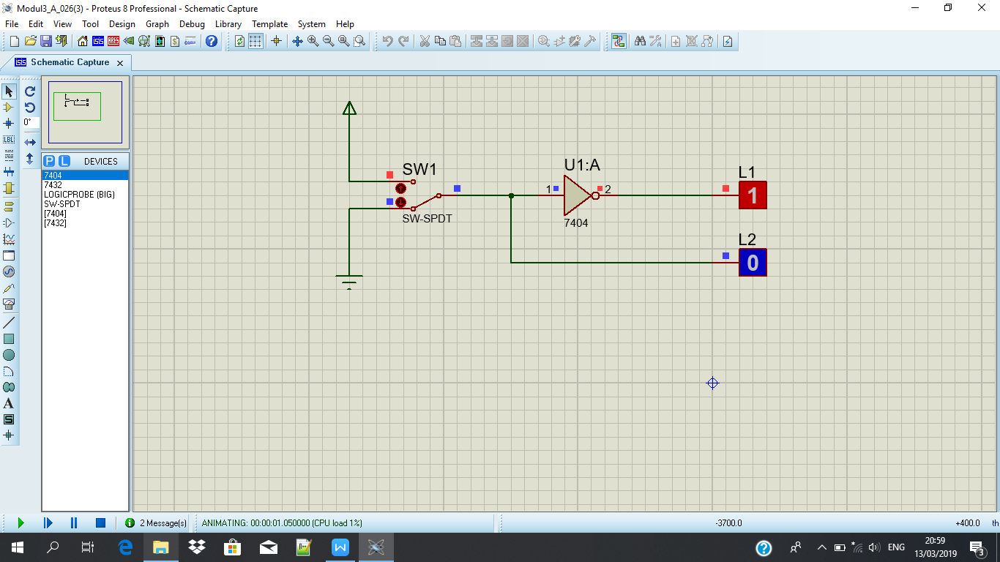 Modul3_A_026(3) - Proteus 8 Professional - Schematic Capture
File Edit View Tool Design Graph Debug Library Template System Help
Schematic Capture
LBL
0°
P L DEVICES
7404
7432
LOGICPROBE (BIG)
SW-SPDT
[7404]
[7432]
A
S
SW1
SW-SPDT
U1:A
1
2
7404
L1
1
L2
0
2 Message(s)
ANIMATING: 00:00:01.050000 (CPU load 1%)
-3700.0
+400.0
th
ENG
20:59
13/03/2019
3